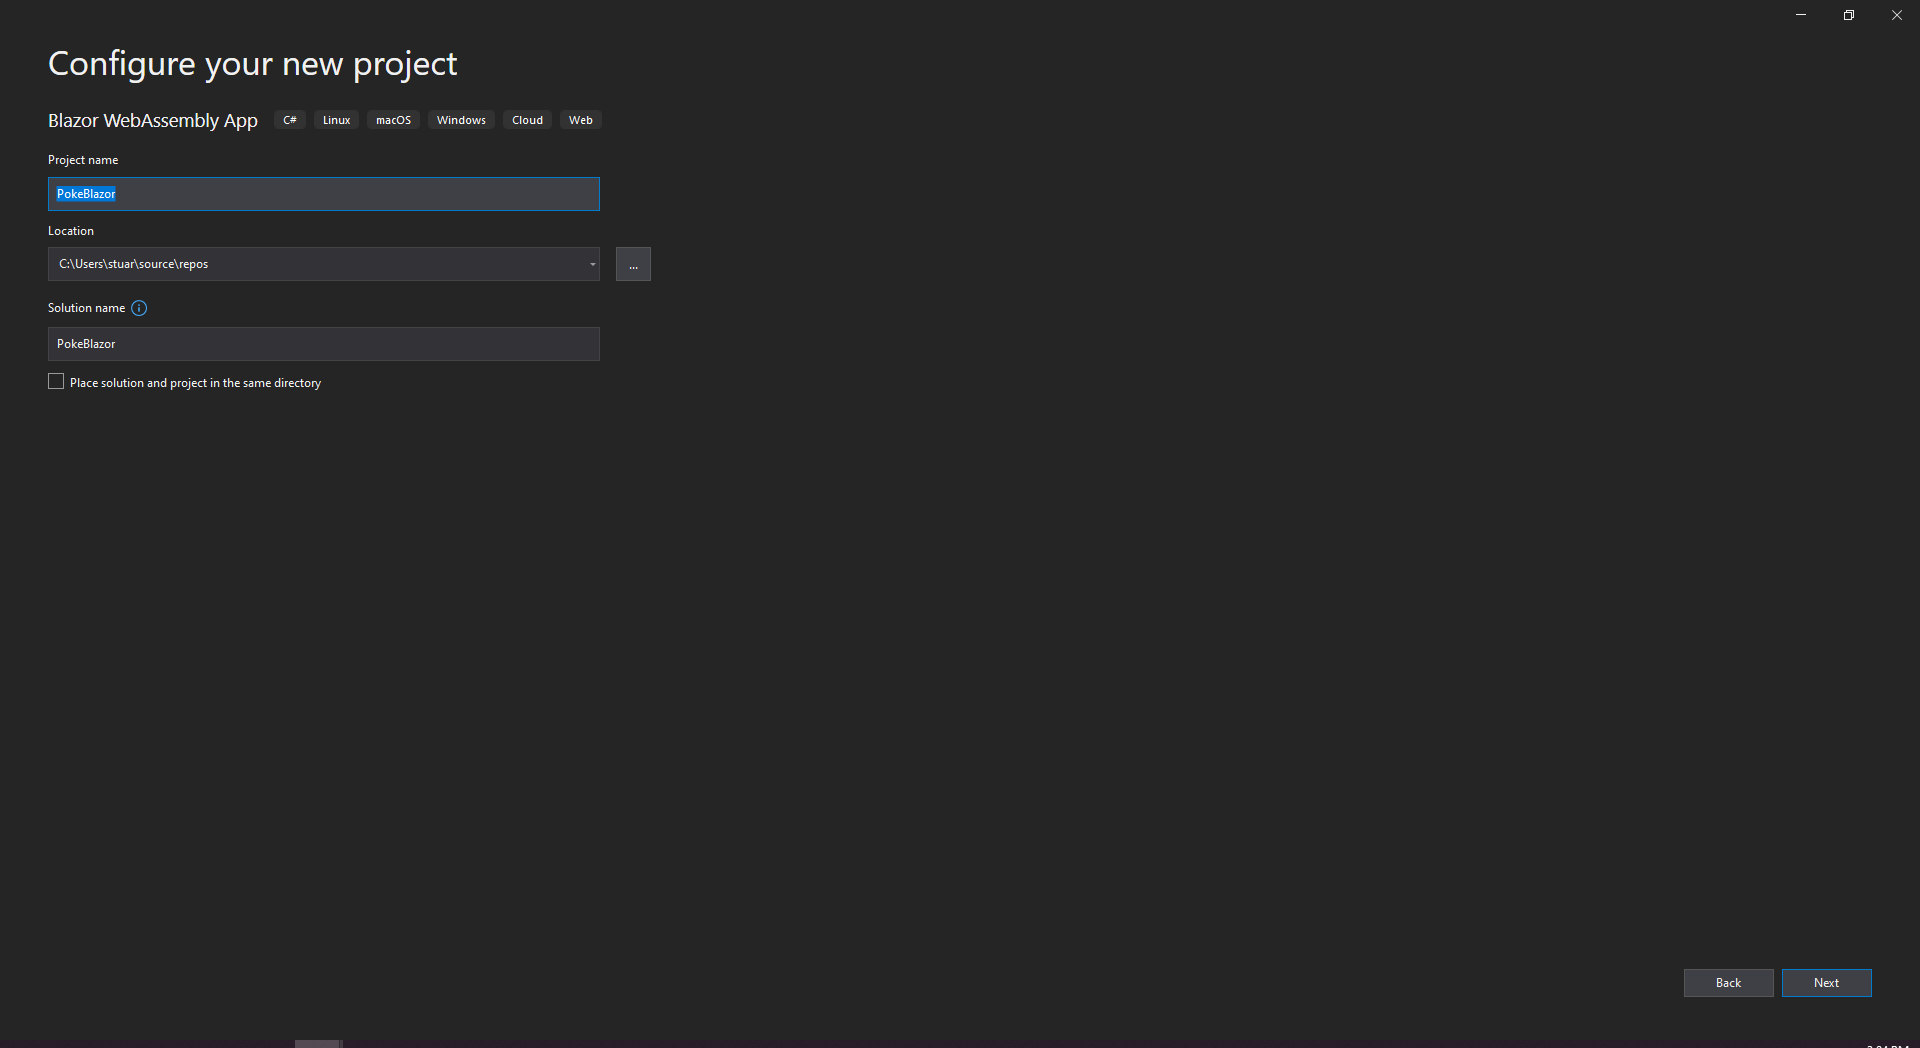 Configure your new project
Blazor WebAssembly App C# Linux macOS Windows Cloud Web
Project name
PokeBlazor
Location
C:\Users\stuar\source\repos
...
Solution name
PokeBlazor
Place solution and project in the same directory
Back Next